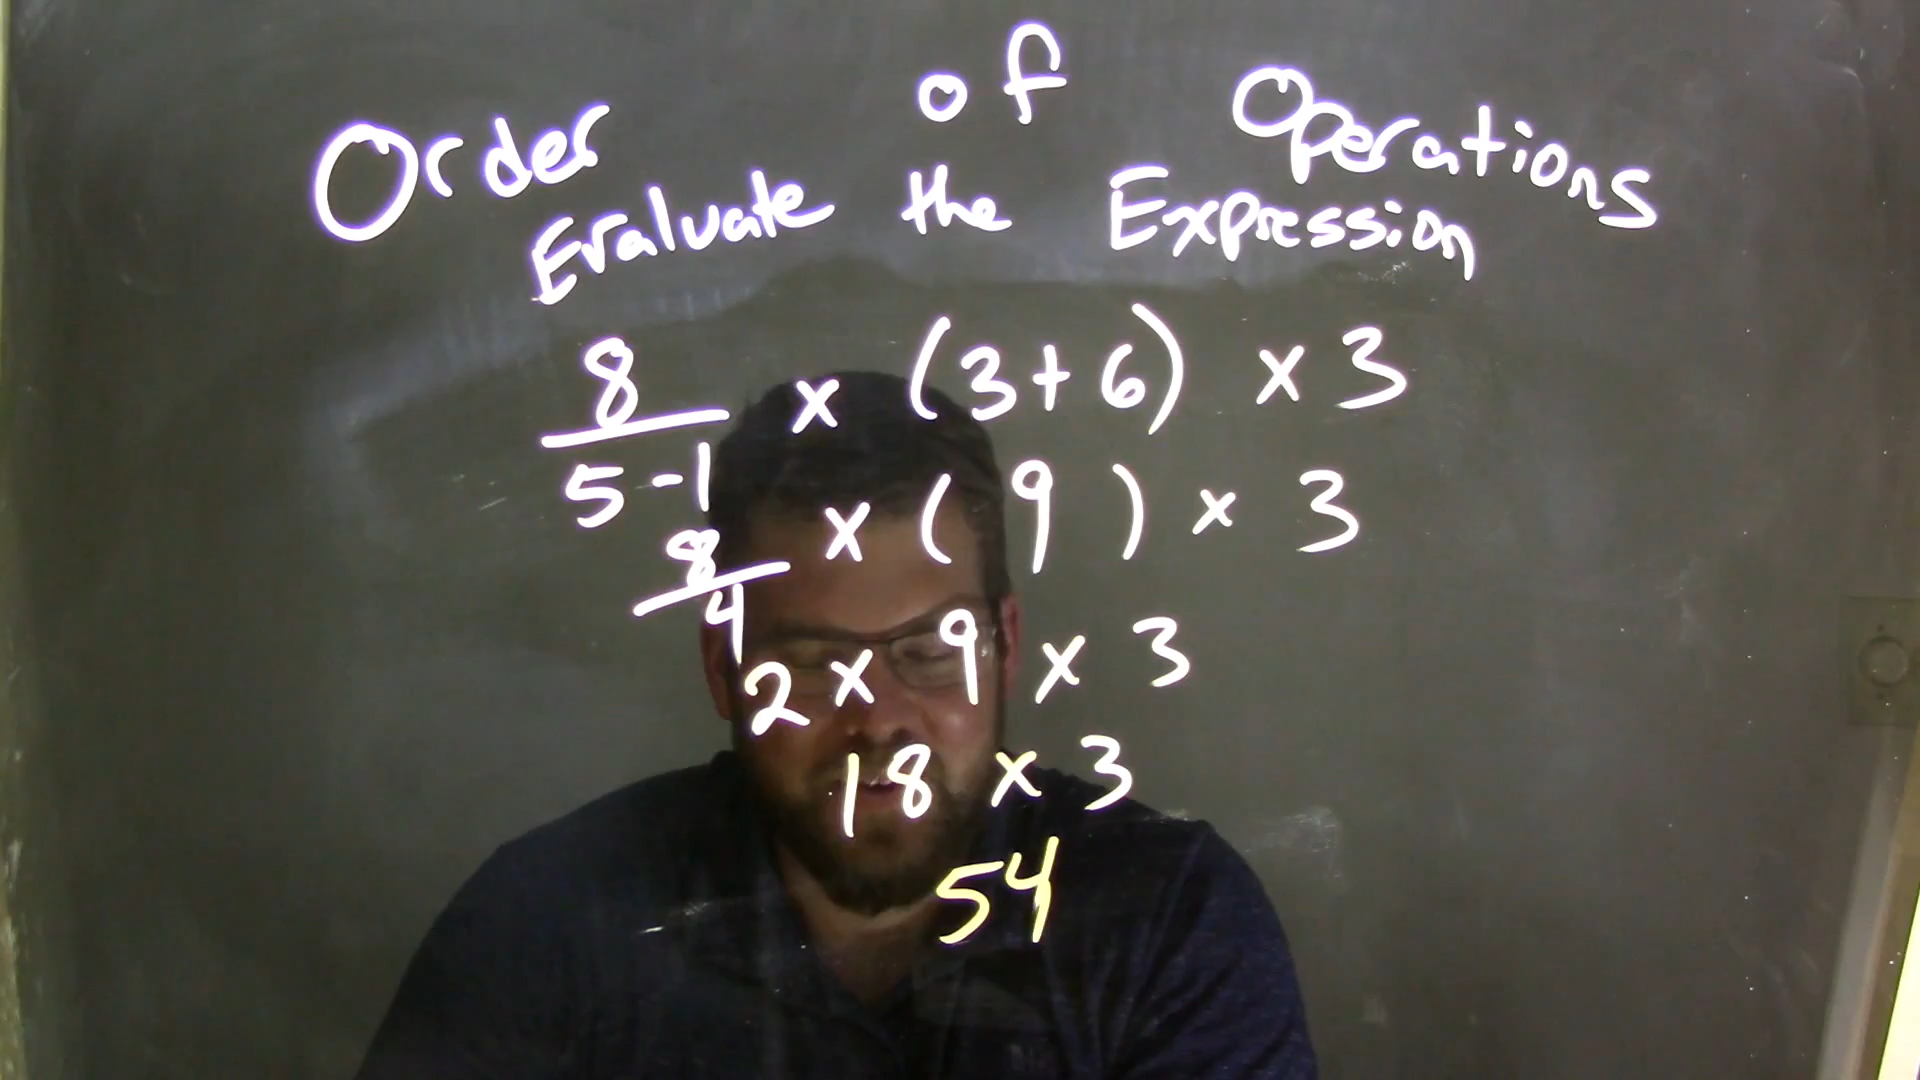 Order of Operations
Evaluate the Expression
8/(5-1) x (3+6) x 3
8/4 x (9) x 3
2 x 9 x 3
18 x 3
54